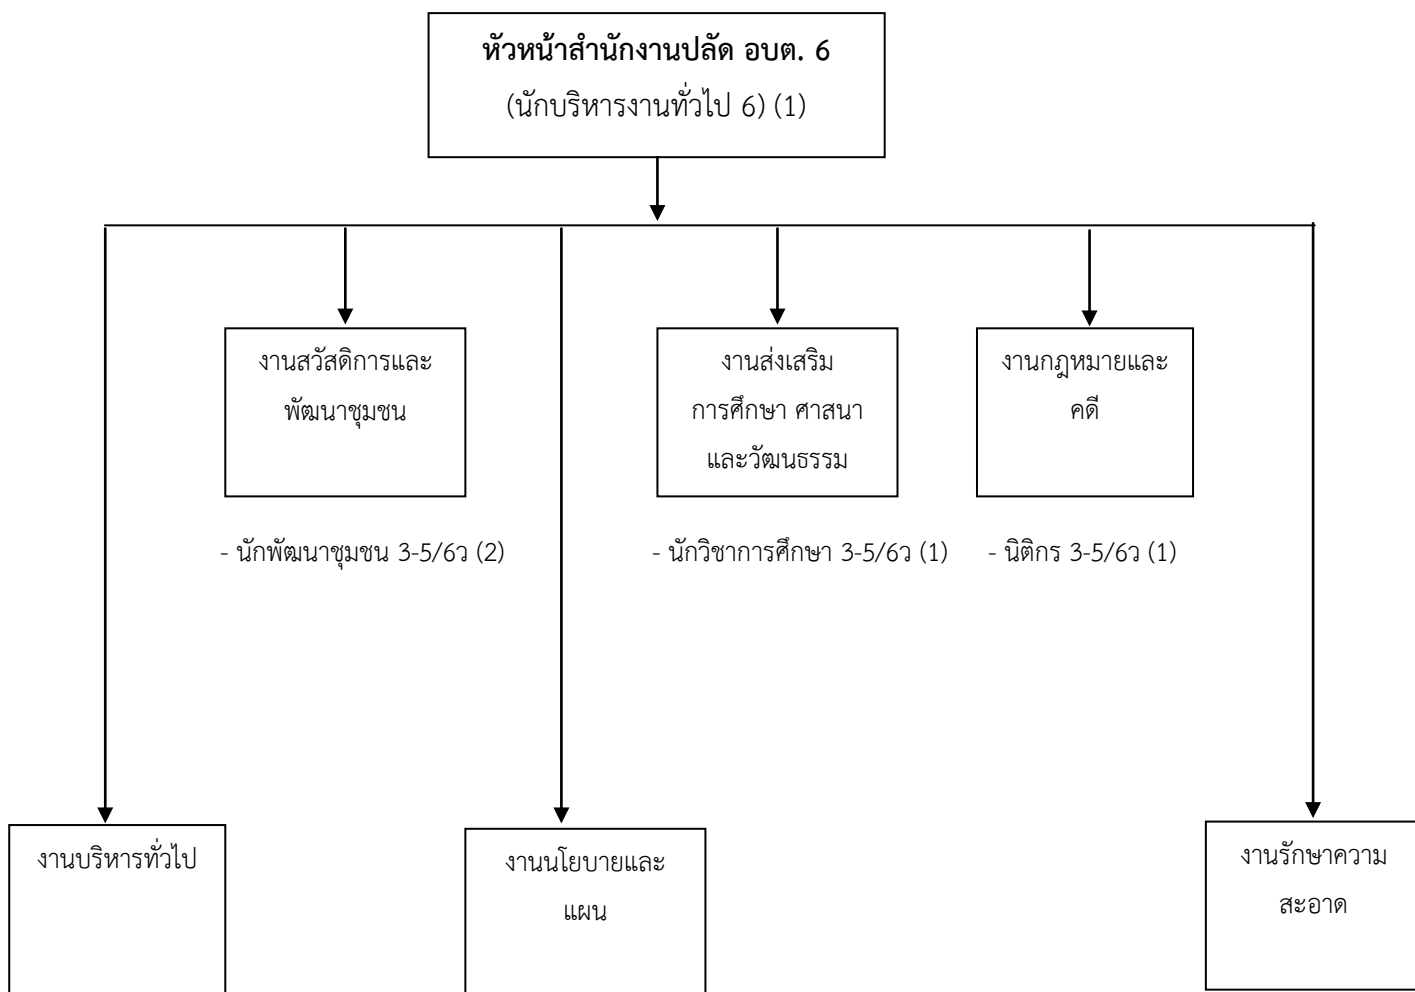 หัวหน้าสำนักงานปลัด อบต. 6
(นักบริหารงานทั่วไป 6) (1)
งานสวัสดิการและ
พัฒนาชุมชน
งานส่งเสริม
การศึกษา ศาสนา
และวัฒนธรรม
งานกฎหมายและ
คดี
- นักพัฒนาชุมชน 3-5/6ว (2)
- นักวิชาการศึกษา 3-5/6ว (1)
- นิติกร 3-5/6ว (1)
งานบริหารทั่วไป
งานนโยบายและ
แผน
งานรักษาความ
สะอาด